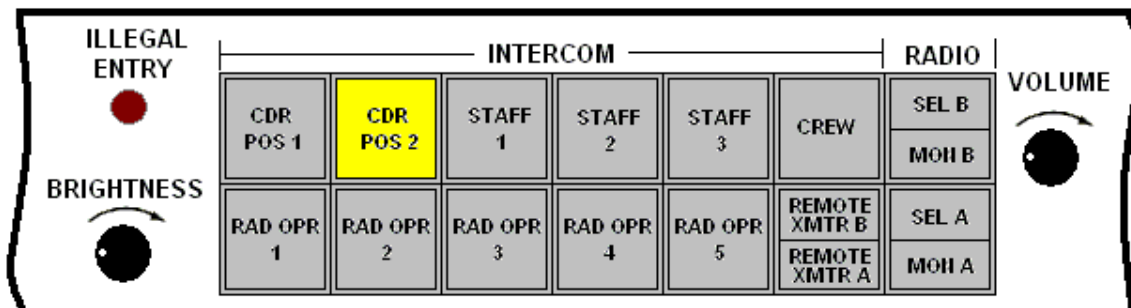 ILLEGAL
ENTRY
INTERCOM
RADIO
VOLUME
BRIGHTNESS
CDR
POS 1
CDR
POS 2
STAFF
1
STAFF
2
STAFF
3
CREW
SEL B
MON B
RAD OPR
1
RAD OPR
2
RAD OPR
3
RAD OPR
4
RAD OPR
5
REMOTE
XMTR B
REMOTE
XMTR A
SEL A
MON A